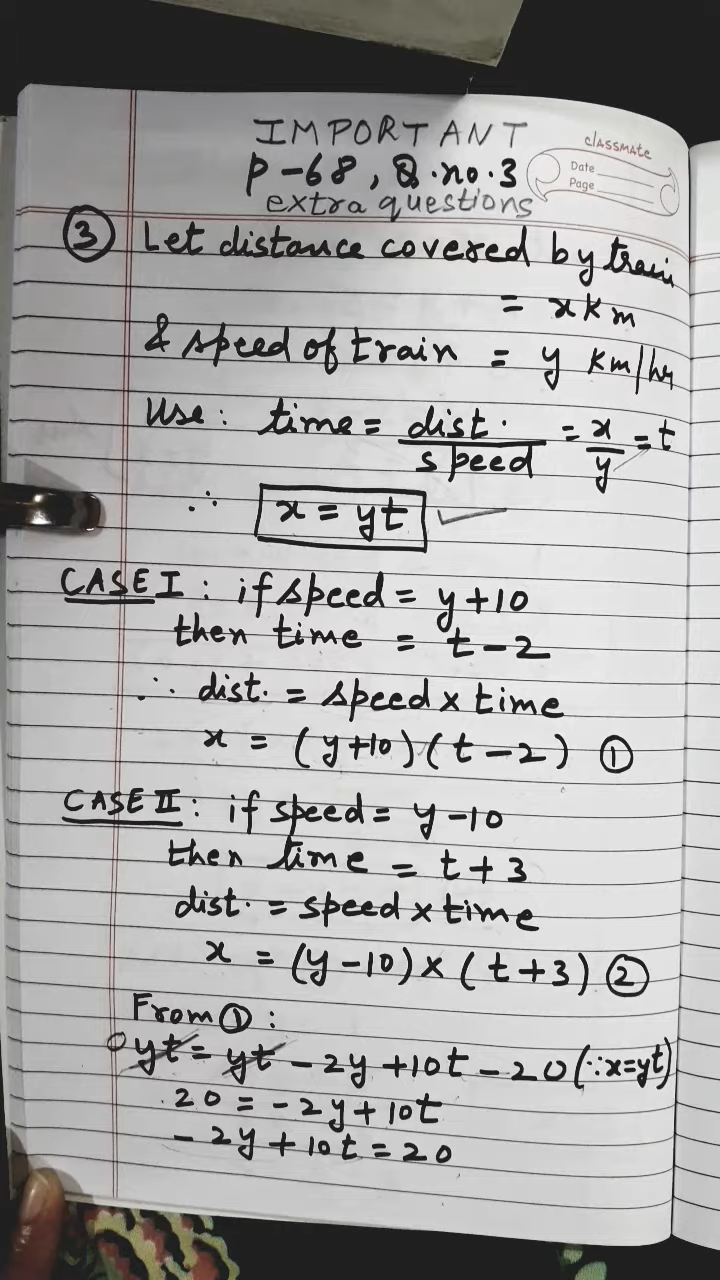 IMPORTANT
P-68, Q.no.3
extra questions
classmate
Date
Page
③ Let distance covered by train
= x km
& speed of train = y km/hr
Use: time = dist./speed = x/y = t
∴ x = yt
CASE I : if speed = y+10
then time = t-2
∴ dist. = speed x time
x = (y+10)(t-2) ①
CASE II : if speed = y-10
then time = t+3
dist. = speed x time
x = (y-10)x(t+3) ②
From ① :
0 yt = yt - 2y + 10t - 20 (∵x=yt)
20 = -2y+10t
-2y + 10t = 20